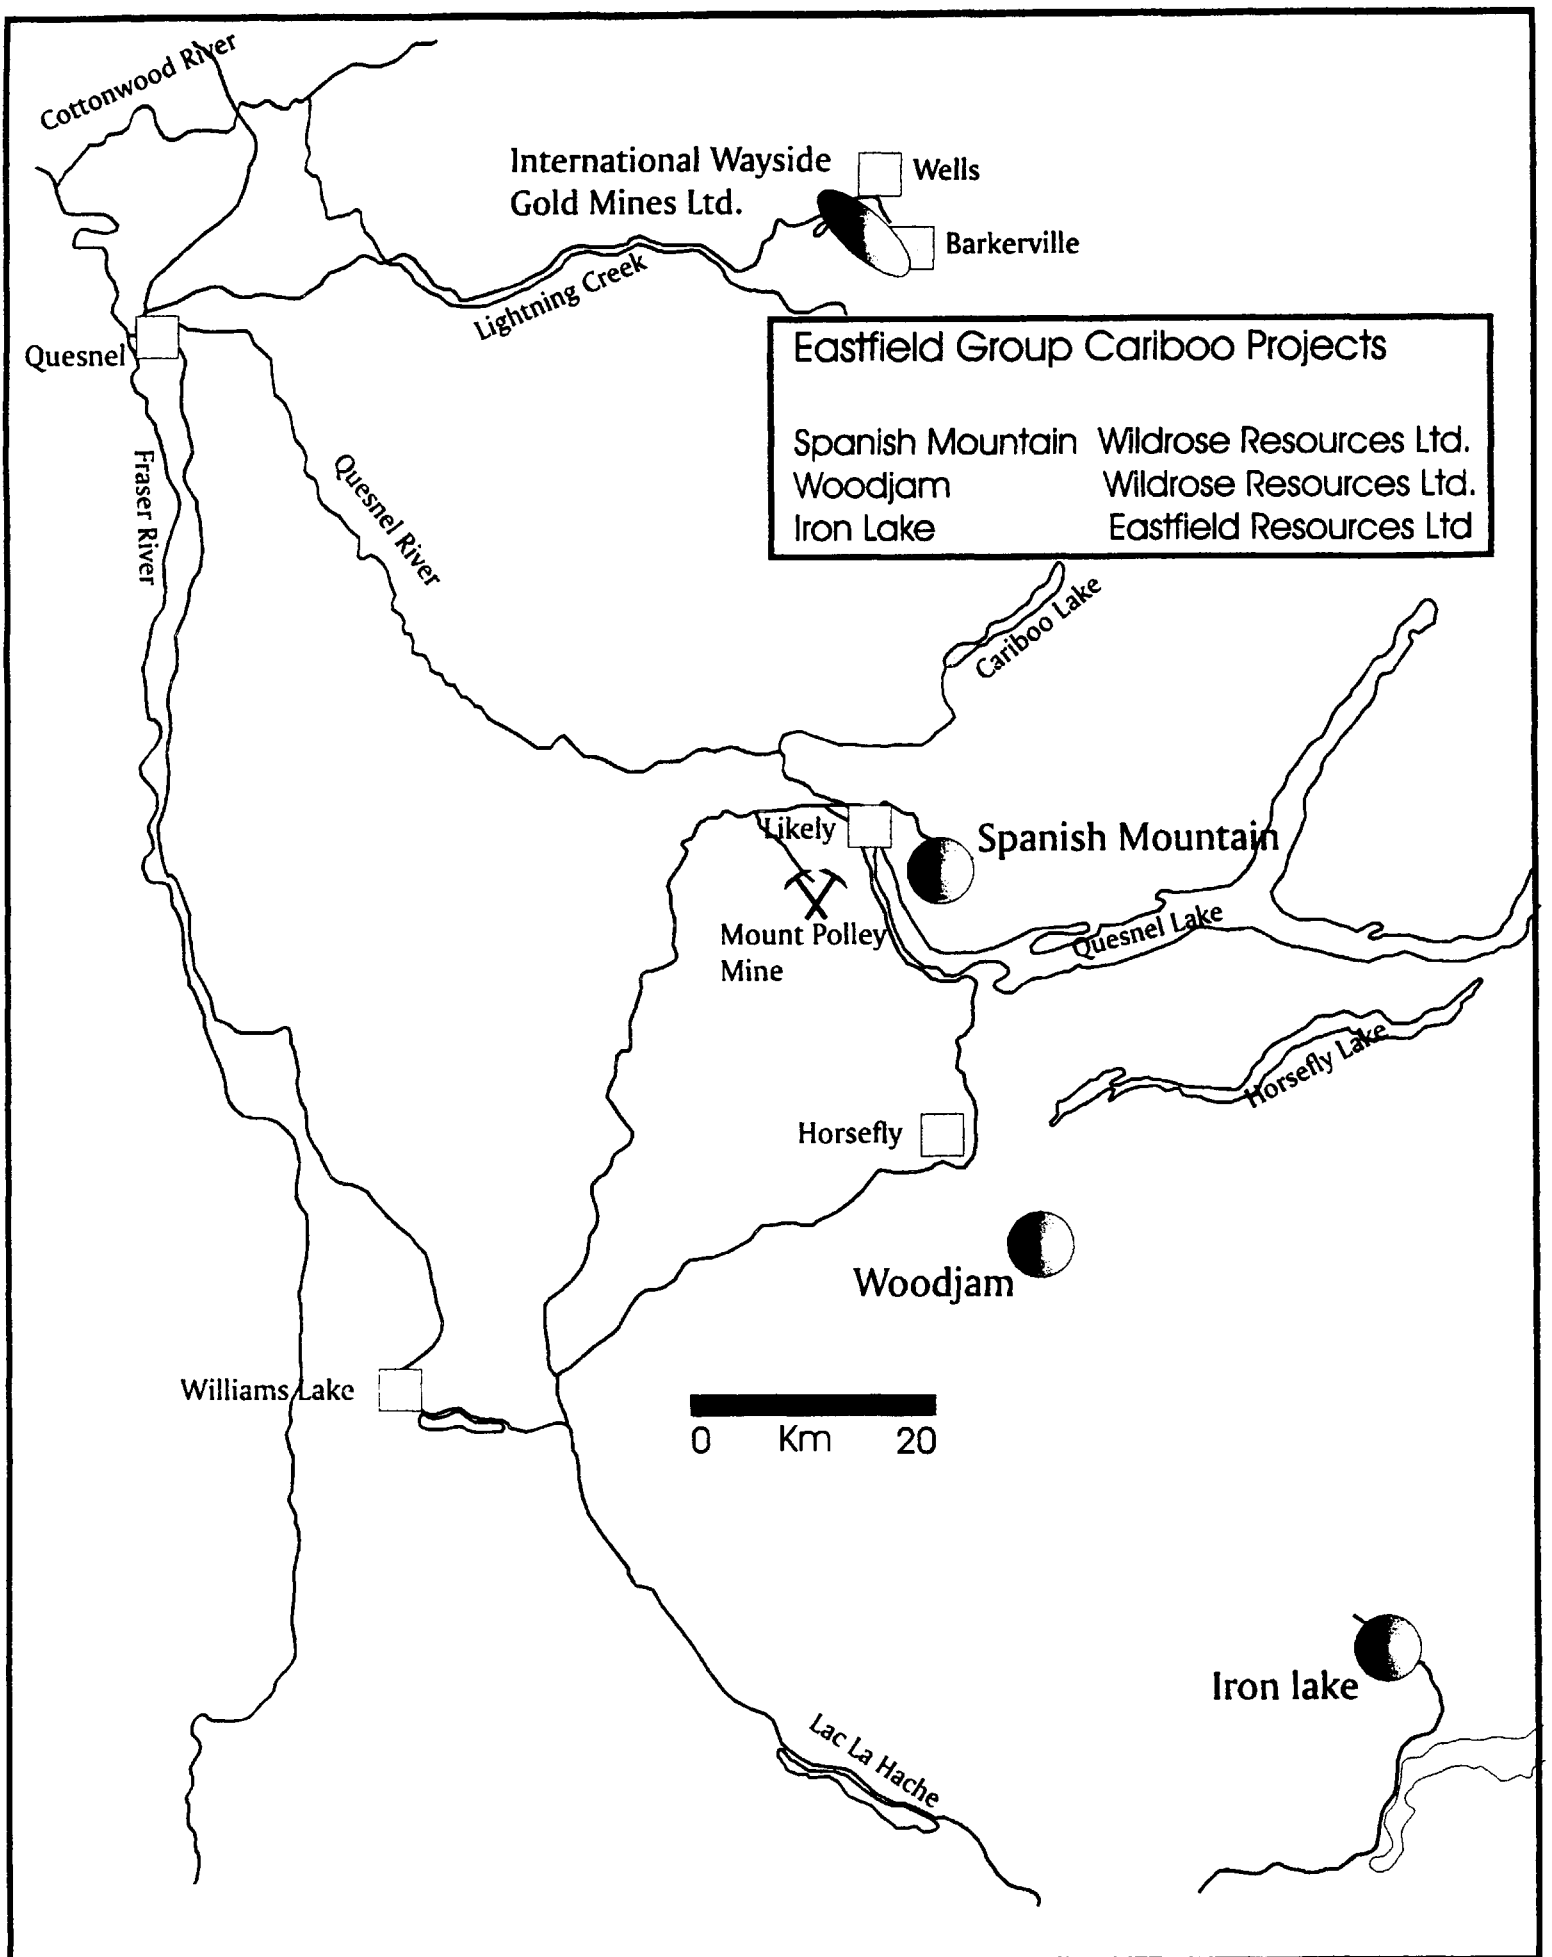 Cottonwood River
International Wayside
Gold Mines Ltd.
Wells
Barkerville
Lightning Creek
Quesnel
Eastfield Group Cariboo Projects
Spanish Mountain Wildrose Resources Ltd.
Woodjam Wildrose Resources Ltd.
Iron Lake Eastfield Resources Ltd
Fraser River
Quesnel River
Cariboo Lake
Likely
Spanish Mountain
Mount Polley
Mine
Quesnel Lake
Horsefly Lake
Horsefly
Woodjam
Williams Lake
0 Km 20
Iron lake
Lac La Hache